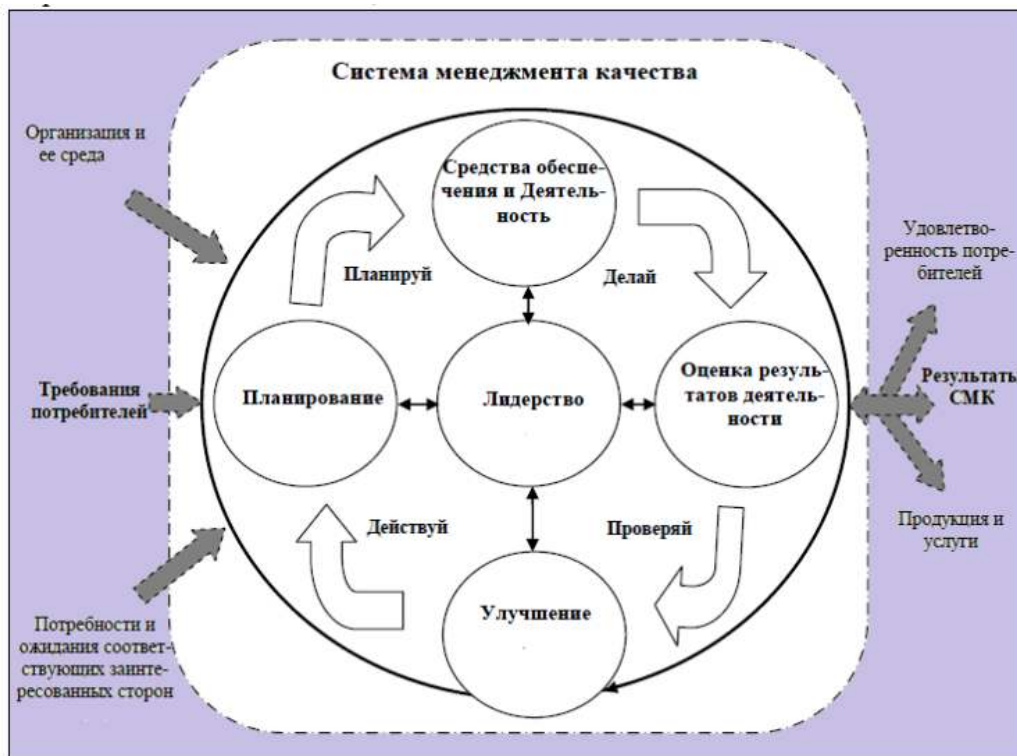 Система менеджмента качества
Организация и
ее среда
Средства обеспе-
чения и Деятель-
ность
Планируй
Делай
Удовлетво-
ренность потре-
бителей
Требования
потребителей
Планирование
Лидерство
Оценка резуль-
татов деятель-
ности
Результаты
СМК
Действуй
Проверяй
Продукция и
услуги
Улучшение
Потребности и
ожидания соответ-
ствующих заинте-
ресованных сторон